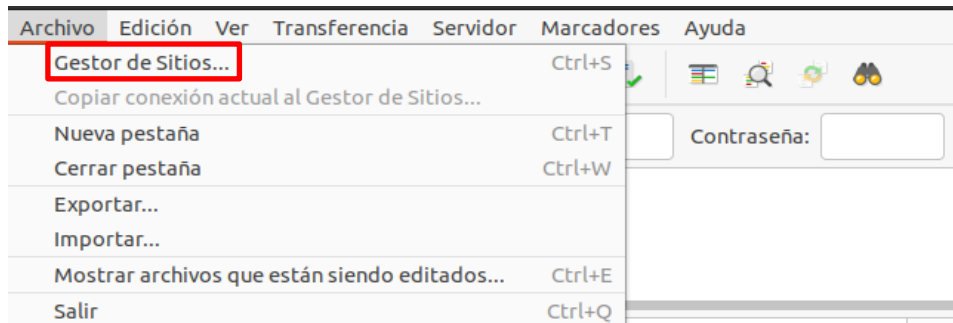 Archivo Edición Ver Transferencia Servidor Marcadores Ayuda
Gestor de Sitios... Ctrl+S
Copiar conexión actual al Gestor de Sitios...
Nueva pestaña Ctrl+T
Contraseña:
Cerrar pestaña Ctrl+W
Exportar...
Importar...
Mostrar archivos que están siendo editados... Ctrl+E
Salir Ctrl+Q